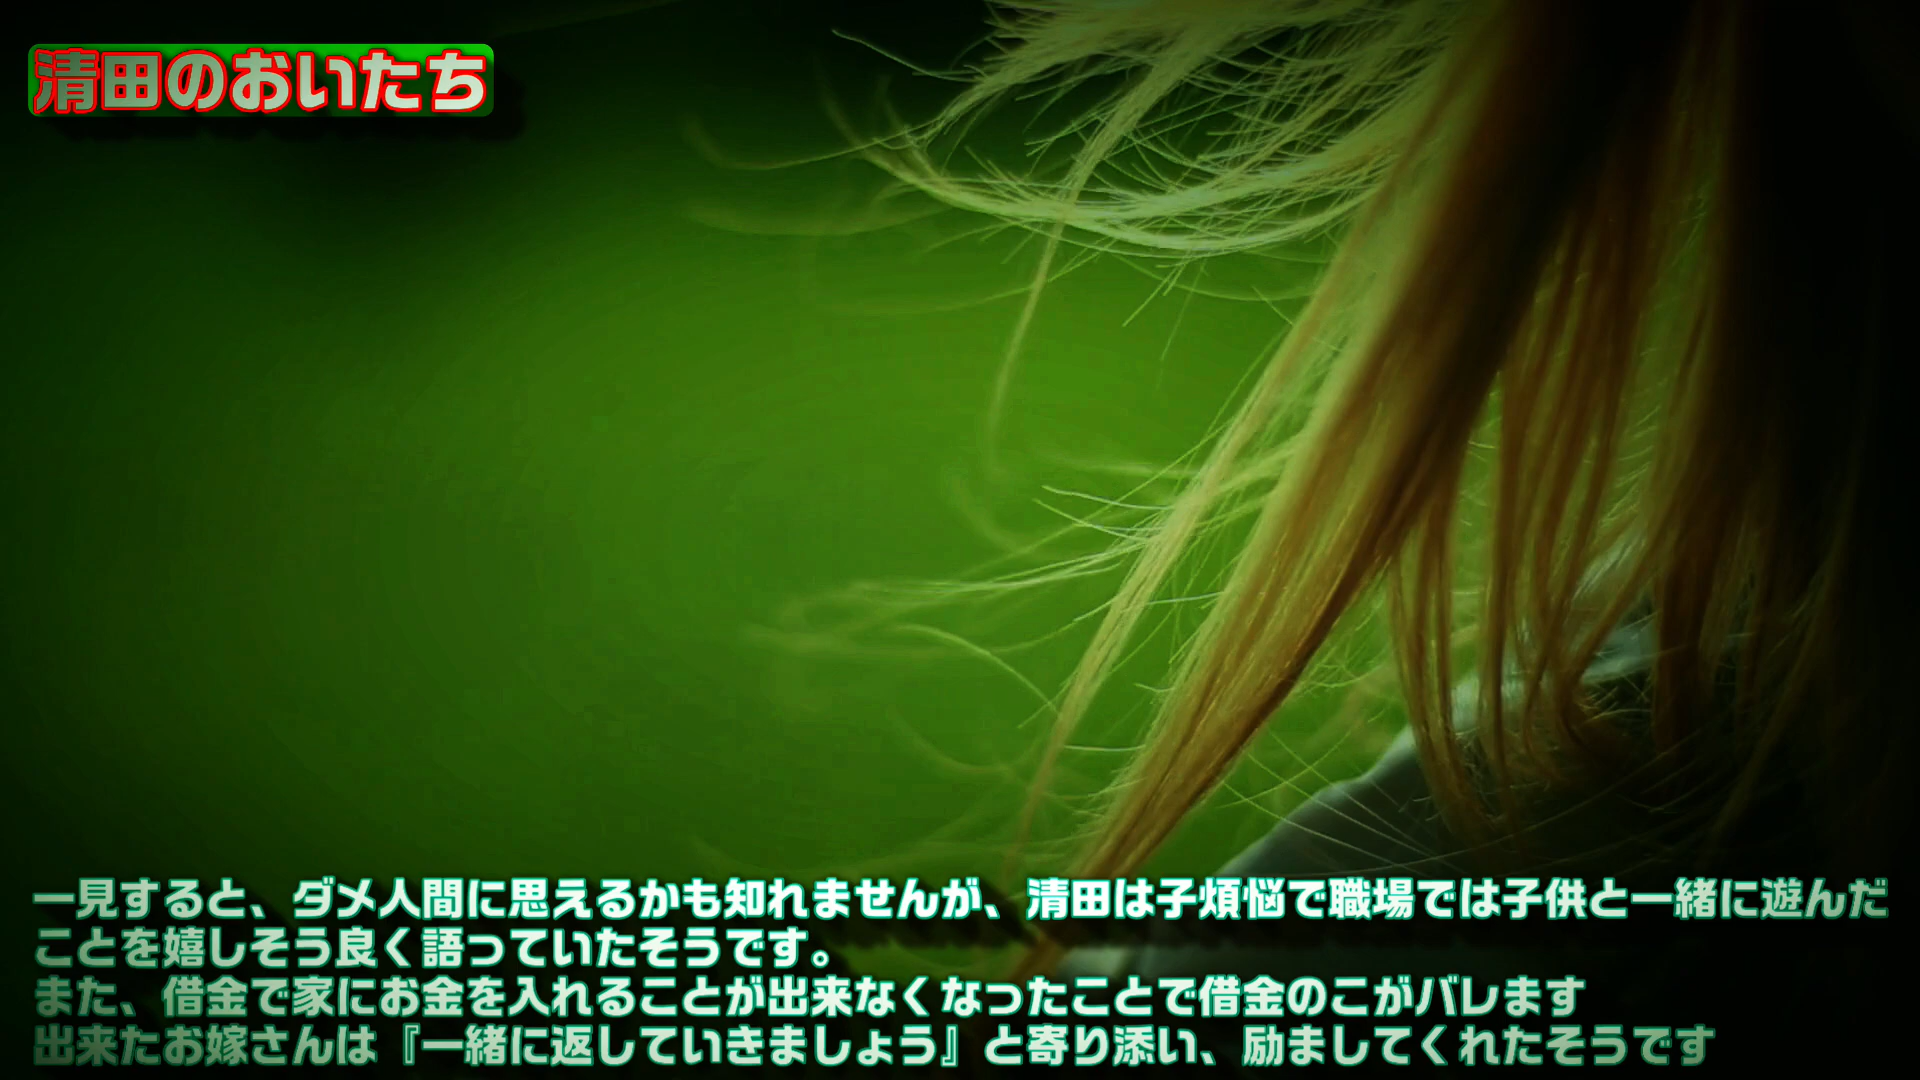 清田のおいたち
一見すると、ダメ人間に思えるかも知れませんが、清田は子煩悩で職場では子供と一緒に遊んだ
ことを嬉しそう良く語っていたそうです。
また、借金で家にお金を入れることが出来なくなったことで借金のこがバレます
出来たお嫁さんは『一緒に返していきましょう』と寄り添い、励ましてくれたそうです